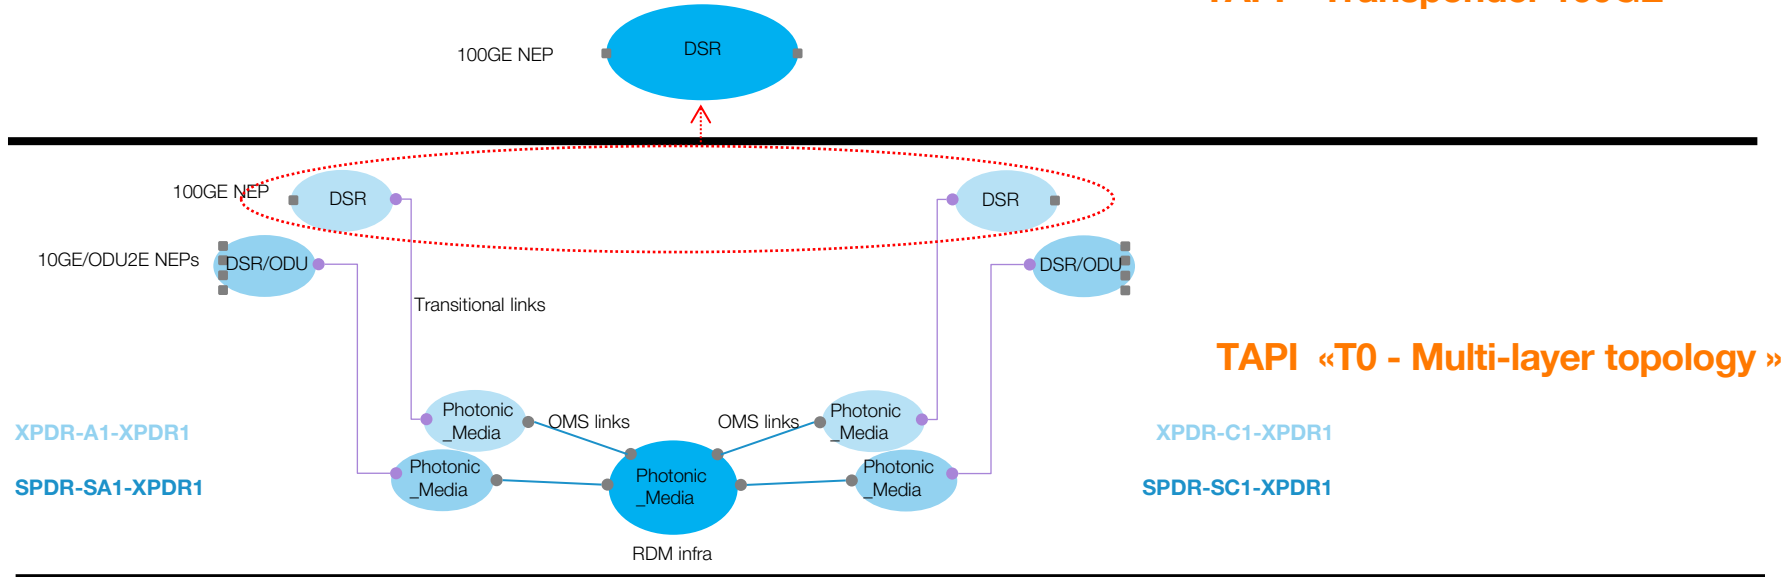 DSR
100GE NEP
100GE NEP
DSR
DSR
10GE/ODU2E NEPs
DSR/ODU
DSR/ODU
Transitional links
TAPI «T0 - Multi-layer topology »
Photonic
_Media
OMS links
OMS links
Photonic
_Media
XPDR-A1-XPDR1
XPDR-C1-XPDR1
Photonic
_Media
Photonic
_Media
Photonic
_Media
SPDR-SA1-XPDR1
SPDR-SC1-XPDR1
RDM infra